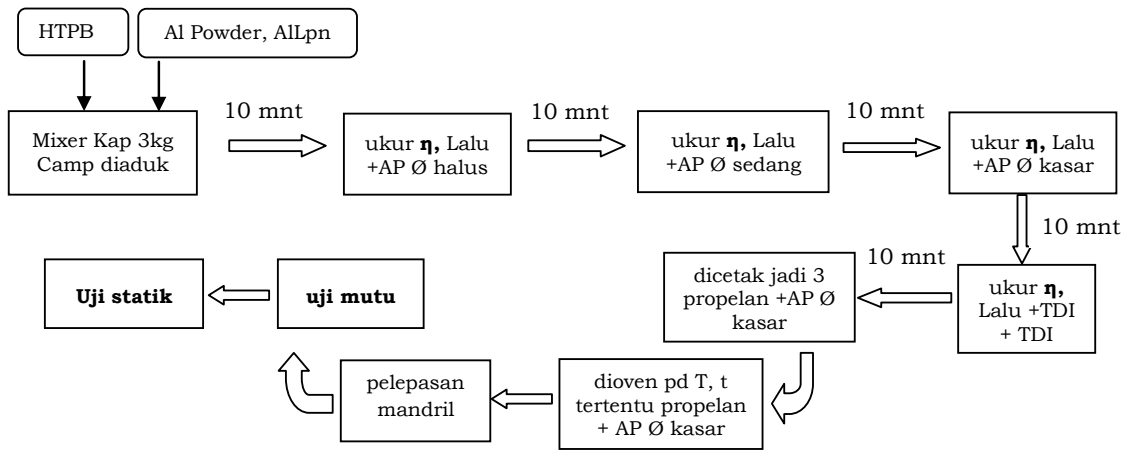 HTPB
Al Powder, AlLpn
Mixer Kap 3kg
Camp diaduk
10 mnt
ukur η, Lalu
+AP Ø halus
10 mnt
ukur η, Lalu
+AP Ø sedang
10 mnt
ukur η, Lalu
+AP Ø kasar
10 mnt
ukur η,
Lalu +TDI
+ TDI
10 mnt
dicetak jadi 3
propelan +AP Ø
kasar
dioven pd T, t
tertentu propelan
+ AP Ø kasar
pelepasan
mandril
uji mutu
Uji statik